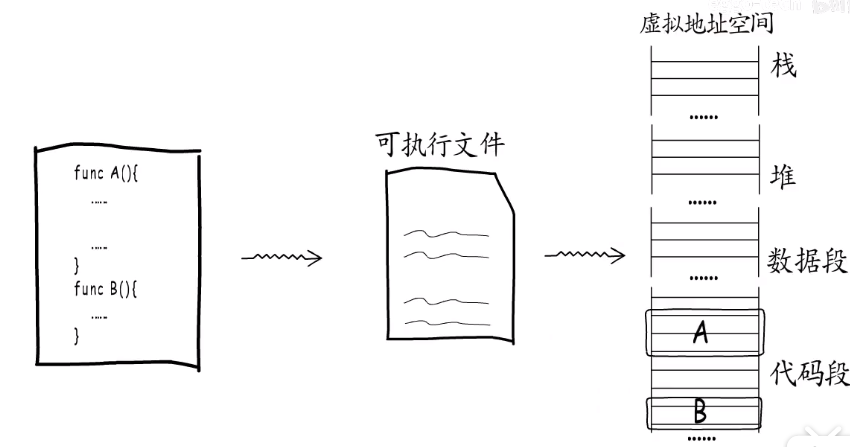 虚拟地址空间
栈
......
可执行文件
func A(){
.....
.....
}
func B(){
.....
}
堆
......
数据段
......
A
代码段
B
......